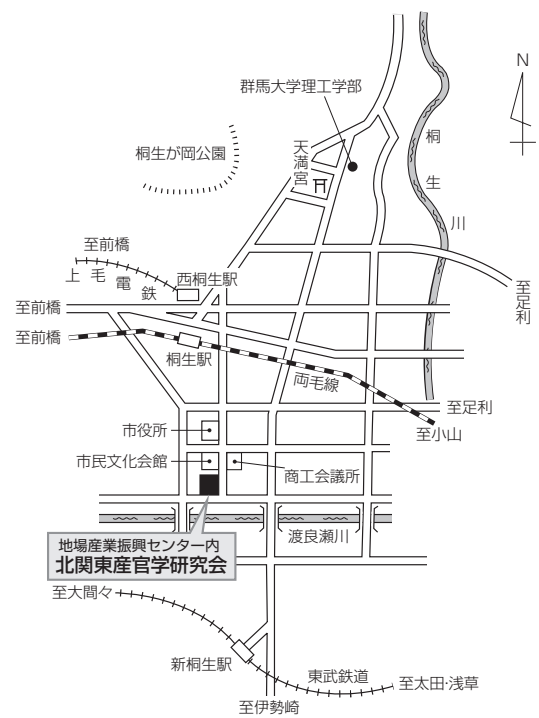 N
群馬大学理工学部
天満宮
桐生が岡公園
桐生川
至前橋
上毛電鉄
西桐生駅
至足利
至前橋
至前橋
桐生駅
両毛線
至足利
至小山
市役所
市民文化会館
商工会議所
渡良瀬川
地場産業振興センター内
北関東産官学研究会
至大間々
新桐生駅
東武鉄道
至太田・浅草
至伊勢崎